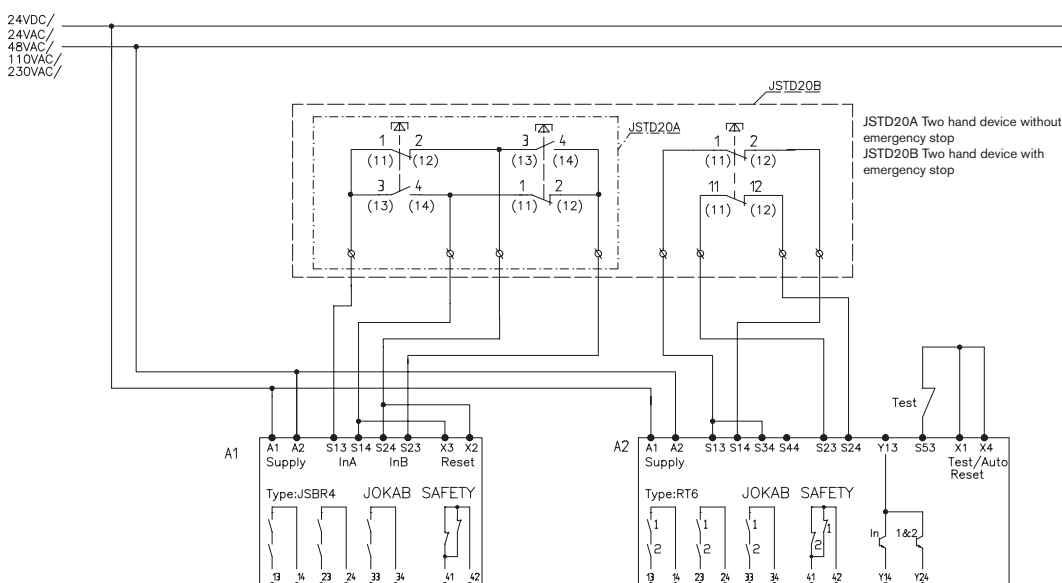 24VDC/
24VAC/
48VAC/
110VAC/
230VAC/
JSTD20B
JSTD20A
JSTD20A Two hand device without
emergency stop
JSTD20B Two hand device with
emergency stop
1 2 3 4 1 2
(11) (12) (13) (14) (11) (12)
3 4 1 2 11 12
(13) (14) (11) (12) (11) (12)
Test
A1
A1 A2 S13 S14 S24 S23 X3 X2
Supply InA InB Reset
Type:JSBR4 JOKAB SAFETY
13 14 23 24 33 34 41 42
A2
A1 A2 S13 S14 S34 S44 S23 S24 Y13 S53 X1 X4
Supply Test/Auto
Reset
Type:RT6 JOKAB SAFETY
1 1 1 1
In 1&2
2 2 2 2
13 14 23 24 33 34 41 42 Y14 Y24